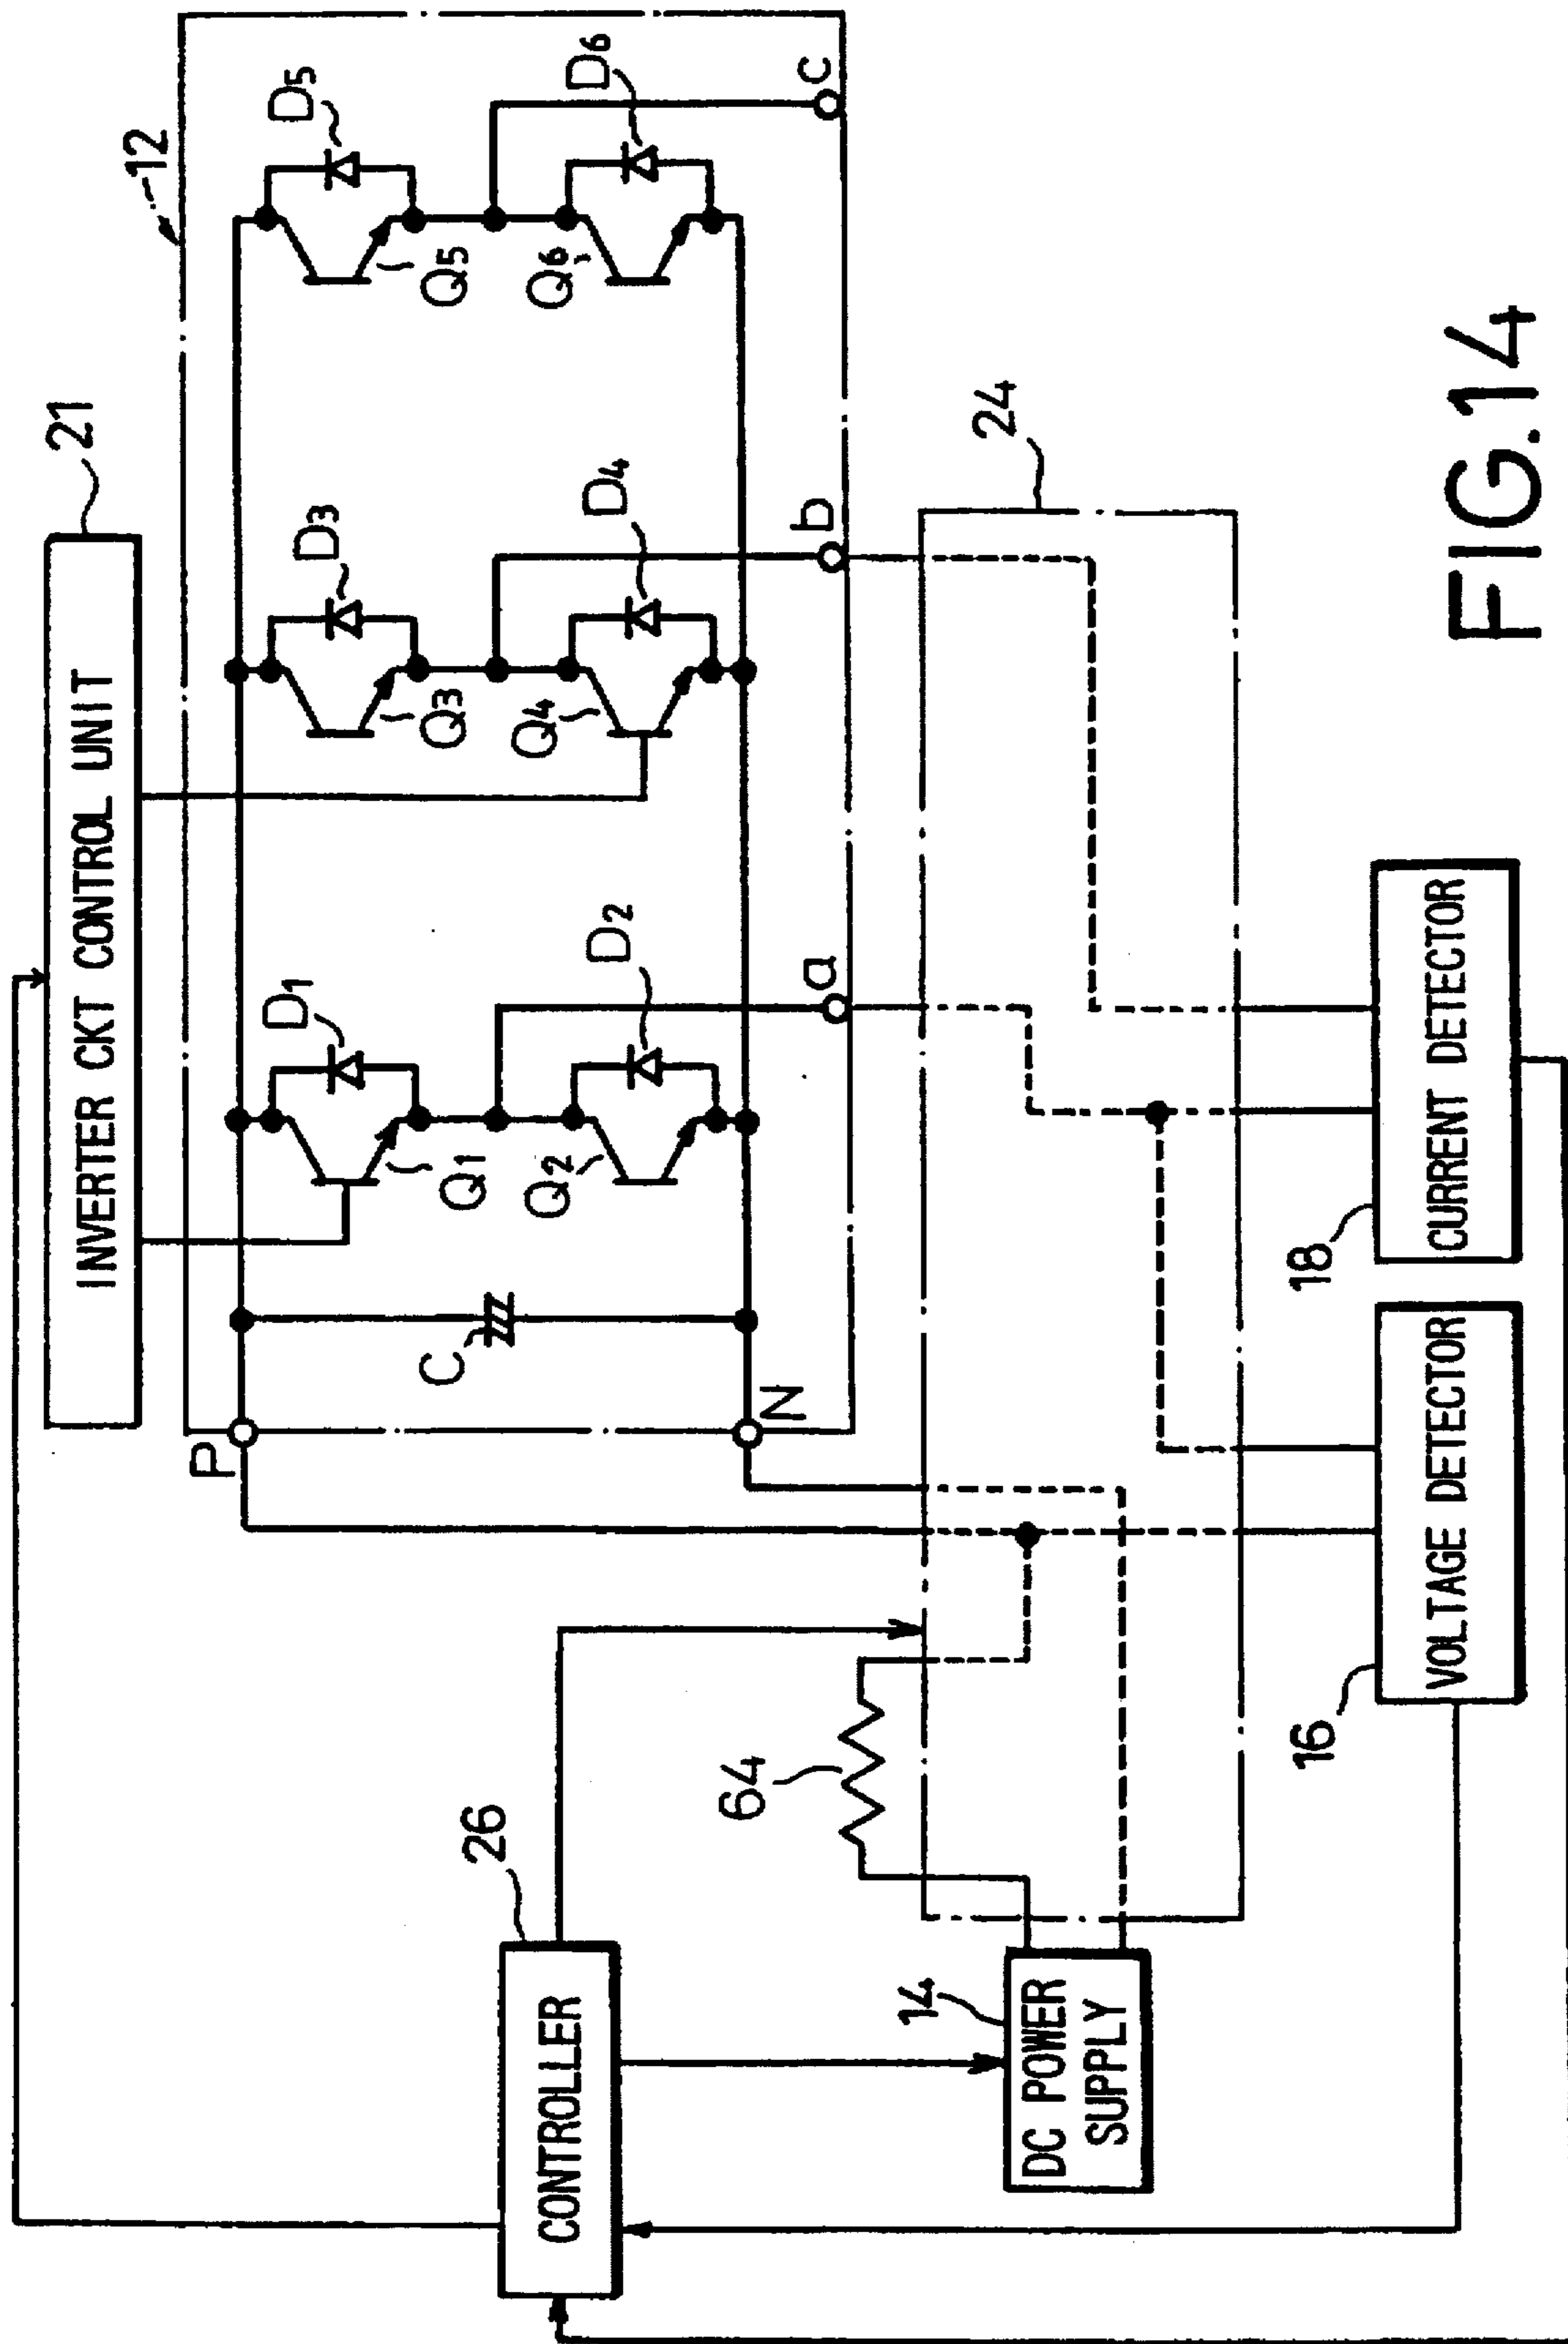 12
21
INVERTER CKT CONTROL UNIT
D1
D3
D5
Q1
Q3
Q5
P
C
Q2
Q4
Q6
D2
D4
D6
N
a
b
c
26
CONTROLLER
64
24
14
DC POWER
SUPPLY
16
VOLTAGE DETECTOR
18
CURRENT DETECTOR
FIG.14